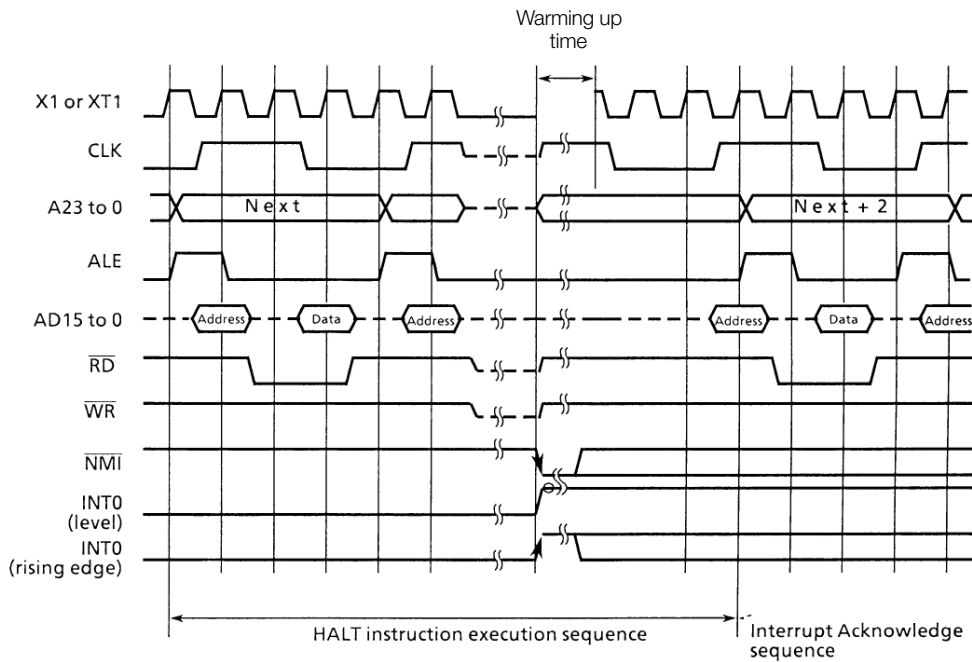 Warming up
time
X1 or XT1
CLK
A23 to 0
Next
Next + 2
ALE
AD15 to 0
Address
Data
Address
Address
Data
Address
RD
WR
NMI
INT0
(level)
INT0
(rising edge)
HALT instruction execution sequence
Interrupt Acknowledge
sequence